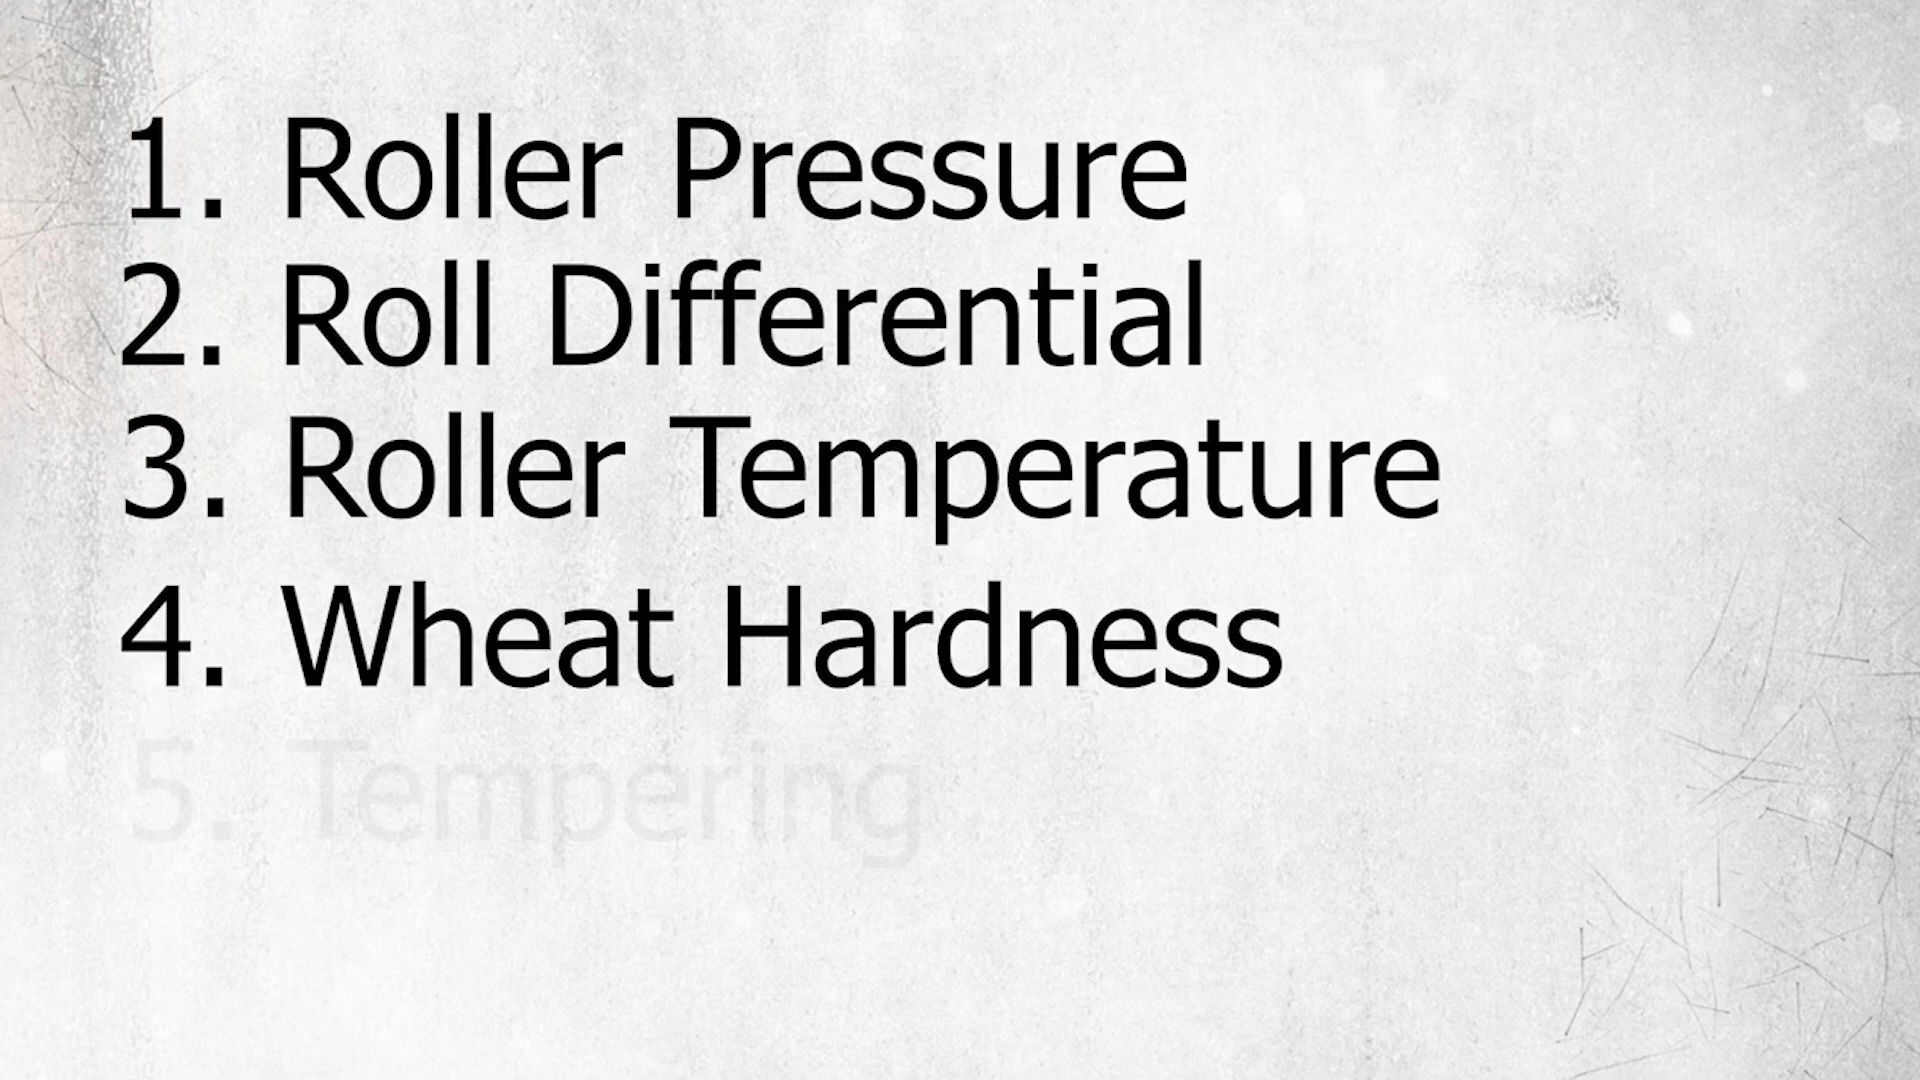 1. Roller Pressure
2. Roll Differential
3. Roller Temperature
4. Wheat Hardness
5. Tempering